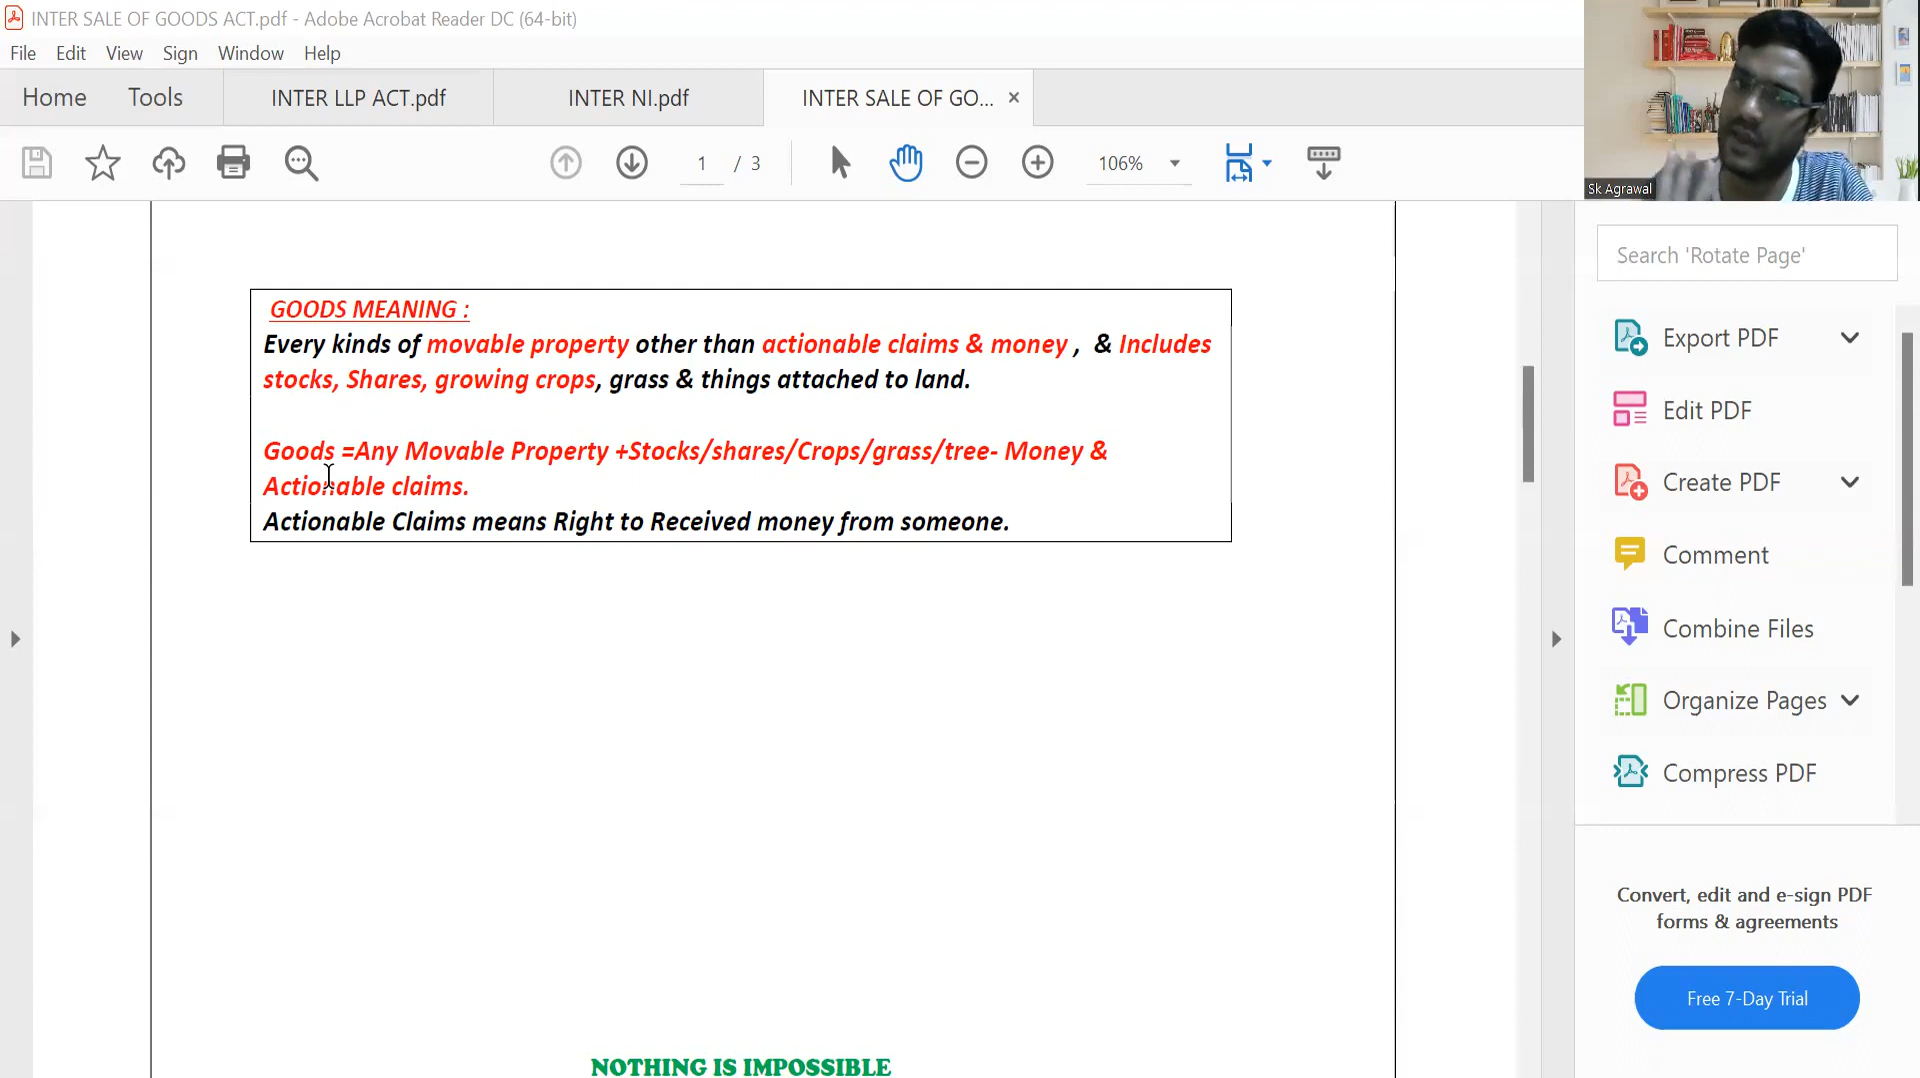 INTER SALE OF GOODS ACT.pdf - Adobe Acrobat Reader DC (64-bit)
File Edit View Sign Window Help
Home Tools INTER LLP ACT.pdf INTER NI.pdf INTER SALE OF GO... ×
1 / 3 106%
Sk Agrawal
GOODS MEANING :
Every kinds of movable property other than actionable claims & money , & Includes
stocks, Shares, growing crops, grass & things attached to land.
Goods =Any Movable Property +Stocks/shares/Crops/grass/tree- Money &
Actionable claims.
Actionable Claims means Right to Received money from someone.
NOTHING IS IMPOSSIBLE
Search 'Rotate Page'
Export PDF
Edit PDF
Create PDF
Comment
Combine Files
Organize Pages
Compress PDF
Convert, edit and e-sign PDF
forms & agreements
Free 7-Day Trial